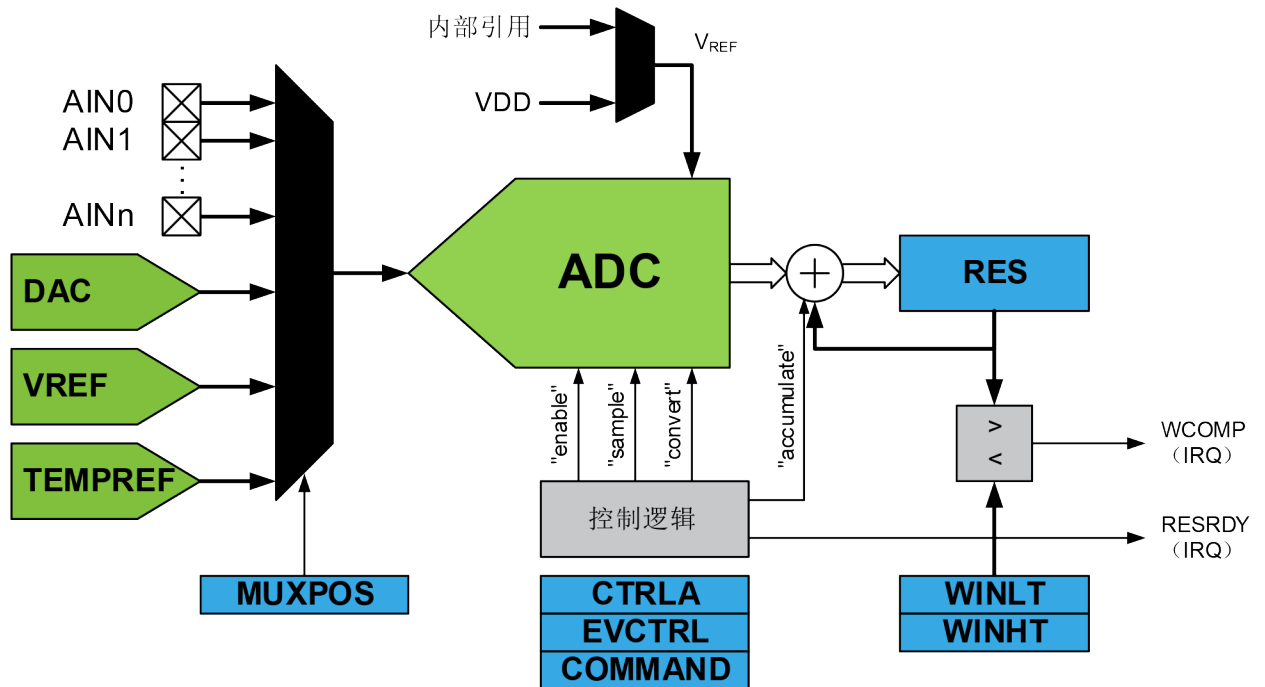 内部引用
VREF
VDD
AIN0
AIN1
AINn
DAC
VREF
TEMPREF
ADC
RES
"enable"
"sample"
"convert"
"accumulate"
>
<
WCOMP
（IRQ）
控制逻辑
RESRDY
（IRQ）
MUXPOS
CTRLA
EVCTRL
COMMAND
WINLT
WINHT